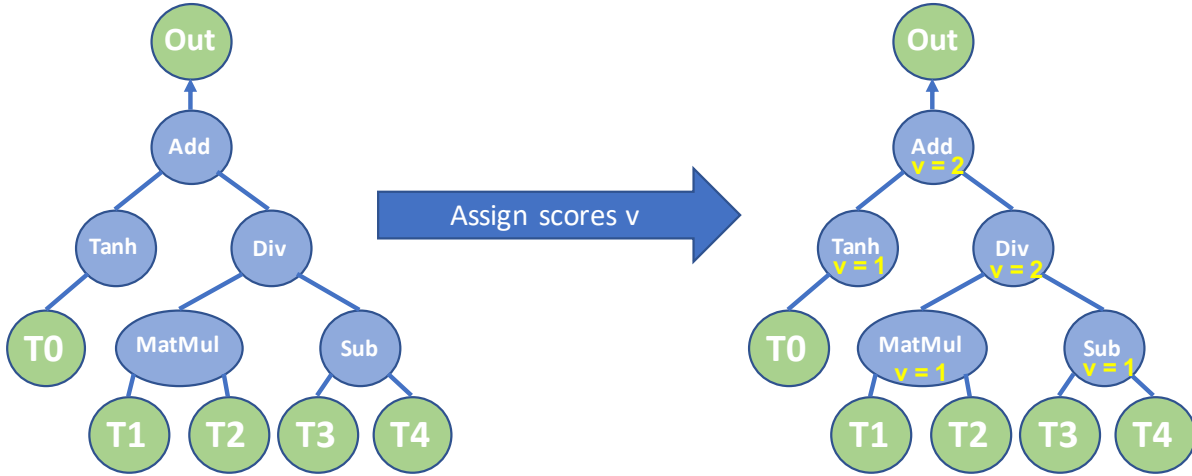 Out
Add
Tanh
Div
T0
MatMul
Sub
T1
T2
T3
T4
Assign scores v
Out
Add
v = 2
Tanh
v = 1
Div
v = 2
T0
MatMul
v = 1
Sub
v = 1
T1
T2
T3
T4